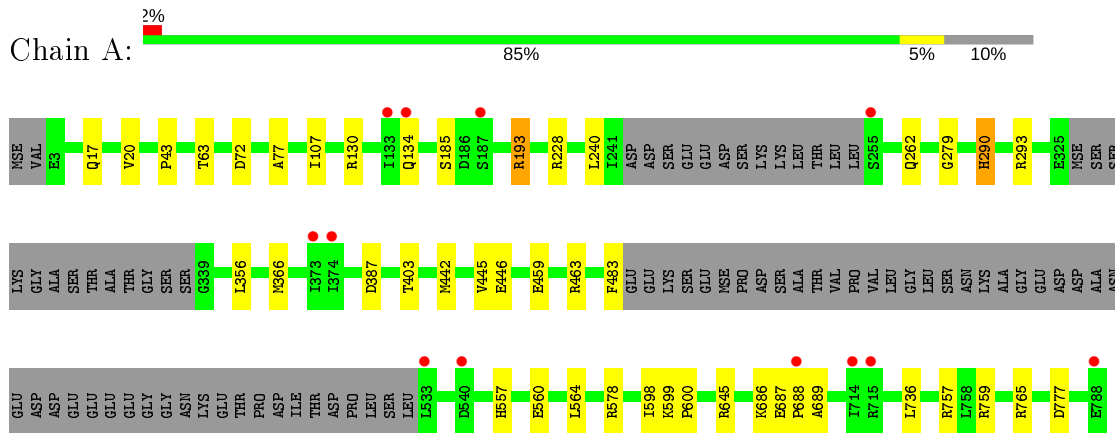 2%
Chain A:
85% 5% 10%
MSE VAL E3 Q17 V20 P43 T63 D72 A77 I107 R130 I133 Q134 S185 D186 S187 R193 R228 L240 I241 ASP ASP SER GLU GLU ASP SER LYS LYS LEU THR LEU LEU S255 Q262 G279 H290 R293 E325 MSE SER SER
LYS GLY ALA SER THR ALA THR GLY SER SER G339 L356 M366 I373 I374 D387 T403 M442 V445 E446 E459 R463 F483 GLU GLU LYS SER GLU MSE PRO ASP SER ALA THR VAL PRO VAL LEU GLY LEU SER ASN LYS ALA GLY GLU ASP ASP ALA ASN
GLU ASP ASP GLU GLU GLU GLU GLY GLY ASN LYS GLU THR PRO ASP ILE THR ASP PRO LEU SER LEU L533 D540 H557 E560 L564 R578 I598 K599 P600 R645 K686 E687 P688 A689 I714 R715 L736 R757 L758 R759 R765 D777 E788